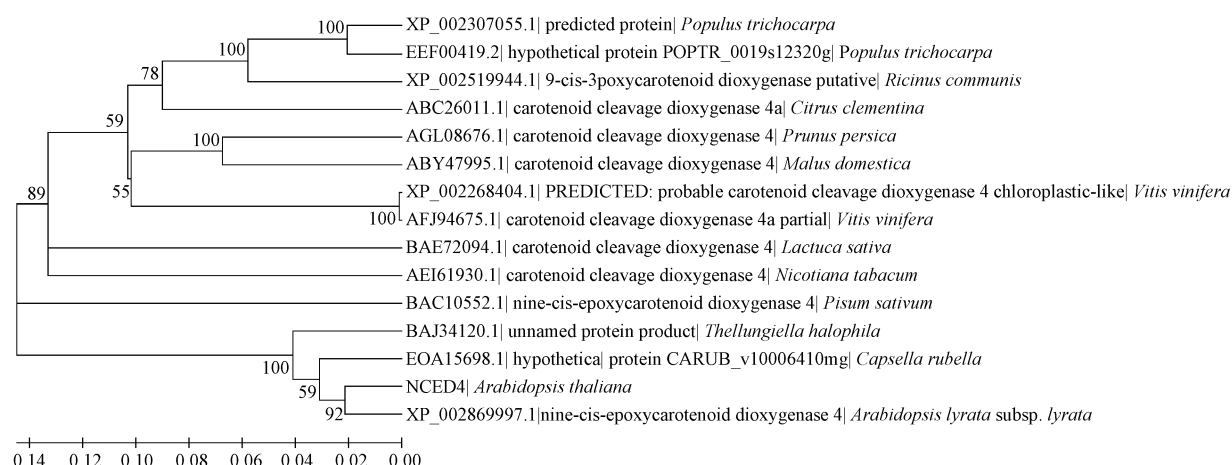 100 XP_002307055.1| predicted protein| Populus trichocarpa
100 EEF00419.2| hypothetical protein POPTR_0019s12320g| Populus trichocarpa
78 XP_002519944.1| 9-cis-3poxycarotenoid dioxygenase putative| Ricinus communis
59 ABC26011.1| carotenoid cleavage dioxygenase 4a| Citrus clementina
100 AGL08676.1| carotenoid cleavage dioxygenase 4| Prunus persica
ABY47995.1| carotenoid cleavage dioxygenase 4| Malus domestica
89 55 XP_002268404.1| PREDICTED: probable carotenoid cleavage dioxygenase 4 chloroplastic-like| Vitis vinifera
100 AFJ94675.1| carotenoid cleavage dioxygenase 4a partial| Vitis vinifera
BAE72094.1| carotenoid cleavage dioxygenase 4| Lactuca sativa
AEI61930.1| carotenoid cleavage dioxygenase 4| Nicotiana tabacum
BAC10552.1| nine-cis-epoxycarotenoid dioxygenase 4| Pisum sativum
BAJ34120.1| unnamed protein product| Thellungiella halophila
100 EOA15698.1| hypothetica| protein CARUB_v10006410mg| Capsella rubella
59 NCED4| Arabidopsis thaliana
92 XP_002869997.1|nine-cis-epoxycarotenoid dioxygenase 4| Arabidopsis lyrata subsp. lyrata
0.14 0.12 0.10 0.08 0.06 0.04 0.02 0.00